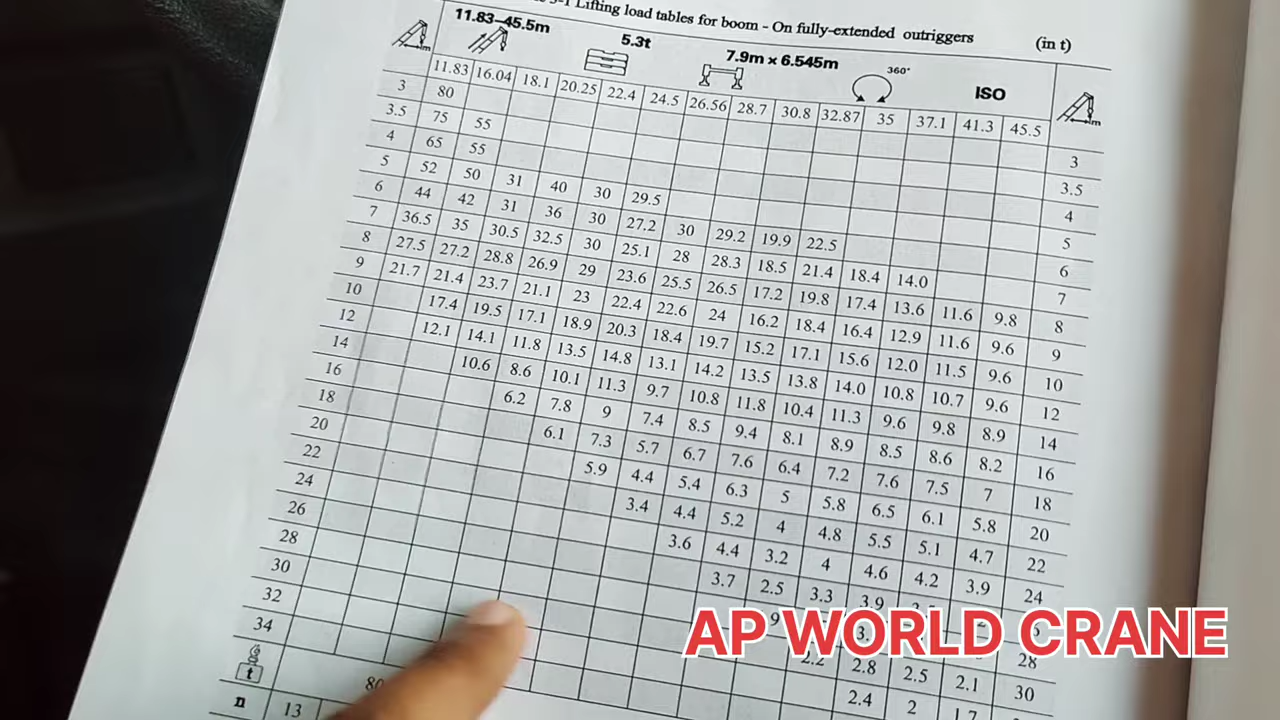 Lifting load tables for boom - On fully-extended outriggers (in t)
11.83–45.5m 5.3t 7.9m x 6.545m 360° ISO
m 11.83 16.04 18.1 20.25 22.4 24.5 26.56 28.7 30.8 32.87 35 37.1 41.3 45.5 m
3 80 3
3.5 75 55 3.5
4 65 55 4
5 52 50 31 40 30 29.5 5
6 44 42 31 36 30 27.2 30 29.2 19.9 22.5 6
7 36.5 35 30.5 32.5 30 25.1 28 28.3 18.5 21.4 18.4 14.0 7
8 27.5 27.2 28.8 26.9 29 23.6 25.5 26.5 17.2 19.8 17.4 13.6 11.6 9.8 8
9 21.7 21.4 23.7 21.1 23 22.4 22.6 24 16.2 18.4 16.4 12.9 11.6 9.6 9
10 17.4 19.5 17.1 18.9 20.3 18.4 19.7 15.2 17.1 15.6 12.0 11.5 9.6 10
12 12.1 14.1 11.8 13.5 14.8 13.1 14.2 13.5 13.8 14.0 10.8 10.7 9.6 12
14 10.6 8.6 10.1 11.3 9.7 10.8 11.8 10.4 11.3 9.6 9.8 8.9 14
16 6.2 7.8 9 7.4 8.5 9.4 8.1 8.9 8.5 8.6 8.2 16
18 6.1 7.3 5.7 6.7 7.6 6.4 7.2 7.6 7.5 7 18
20 5.9 4.4 5.4 6.3 5 5.8 6.5 6.1 5.8 20
22 3.4 4.4 5.2 4 4.8 5.5 5.1 4.7 22
24 3.6 4.4 3.2 4 4.6 4.2 3.9 24
26 3.7 2.5 3.3 3.9
28 28
30 2.2 2.8 2.5 2.1 30
32 2.4 2 1.7
34
t
n 13
AP WORLD CRANE